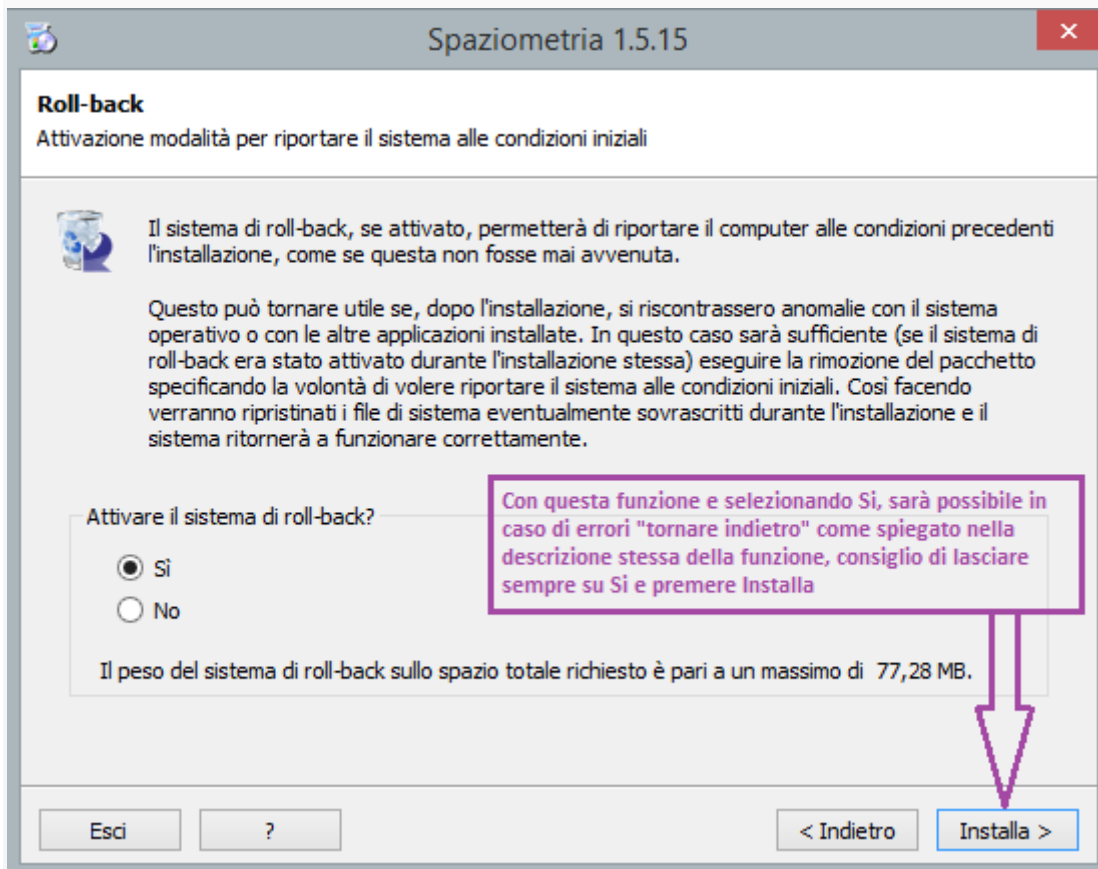 Spaziometria 1.5.15
Roll-back
Attivazione modalità per riportare il sistema alle condizioni iniziali
Il sistema di roll-back, se attivato, permetterà di riportare il computer alle condizioni precedenti
l'installazione, come se questa non fosse mai avvenuta.
Questo può tornare utile se, dopo l'installazione, si riscontrassero anomalie con il sistema
operativo o con le altre applicazioni installate. In questo caso sarà sufficiente (se il sistema di
roll-back era stato attivato durante l'installazione stessa) eseguire la rimozione del pacchetto
specificando la volontà di volere riportare il sistema alle condizioni iniziali. Così facendo
verranno ripristinati i file di sistema eventualmente sovrascritti durante l'installazione e il
sistema ritornerà a funzionare correttamente.
Con questa funzione e selezionando Si, sarà possibile in
caso di errori "tornare indietro" come spiegato nella
descrizione stessa della funzione, consiglio di lasciare
sempre su Si e premere Installa
Attivare il sistema di roll-back?
Sì
No
Il peso del sistema di roll-back sullo spazio totale richiesto è pari a un massimo di 77,28 MB.
Esci
?
< Indietro
Installa >